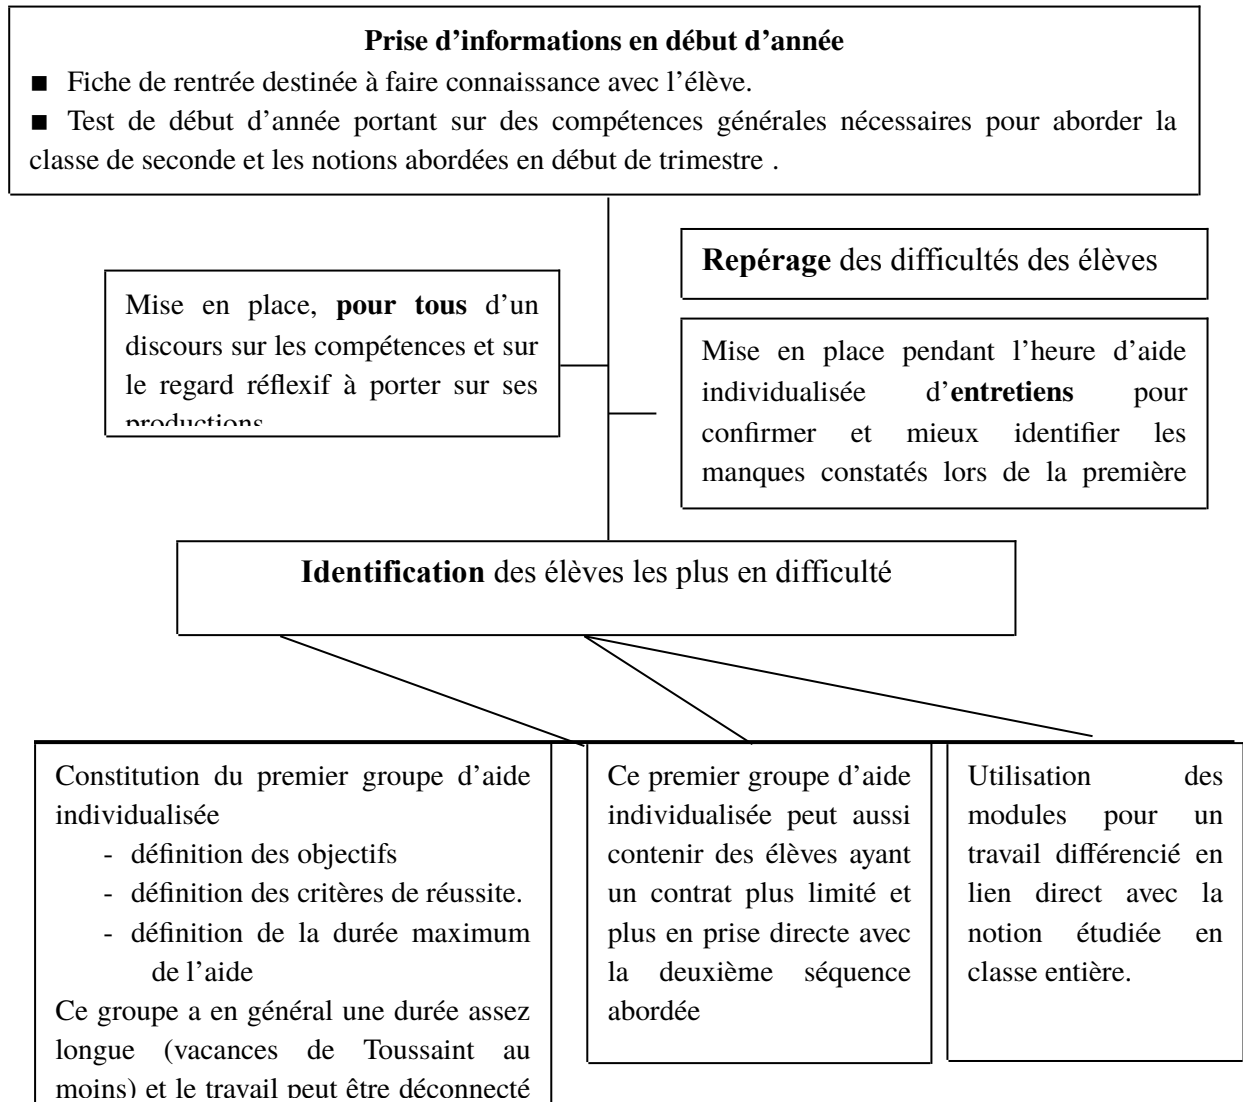 Prise d’informations en début d’année
■ Fiche de rentrée destinée à faire connaissance avec l’élève.
■ Test de début d’année portant sur des compétences générales nécessaires pour aborder la
classe de seconde et les notions abordées en début de trimestre .
Repérage des difficultés des élèves
Mise en place, pour tous d’un
discours sur les compétences et sur
le regard réflexif à porter sur ses
productions
Mise en place pendant l’heure d’aide
individualisée d’entretiens pour
confirmer et mieux identifier les
manques constatés lors de la première
Identification des élèves les plus en difficulté
Constitution du premier groupe d’aide
individualisée
- définition des objectifs
- définition des critères de réussite.
- définition de la durée maximum
de l’aide
Ce groupe a en général une durée assez
longue (vacances de Toussaint au
moins) et le travail peut être déconnecté
Ce premier groupe d’aide
individualisée peut aussi
contenir des élèves ayant
un contrat plus limité et
plus en prise directe avec
la deuxième séquence
abordée
Utilisation des
modules pour un
travail différencié en
lien direct avec la
notion étudiée en
classe entière.